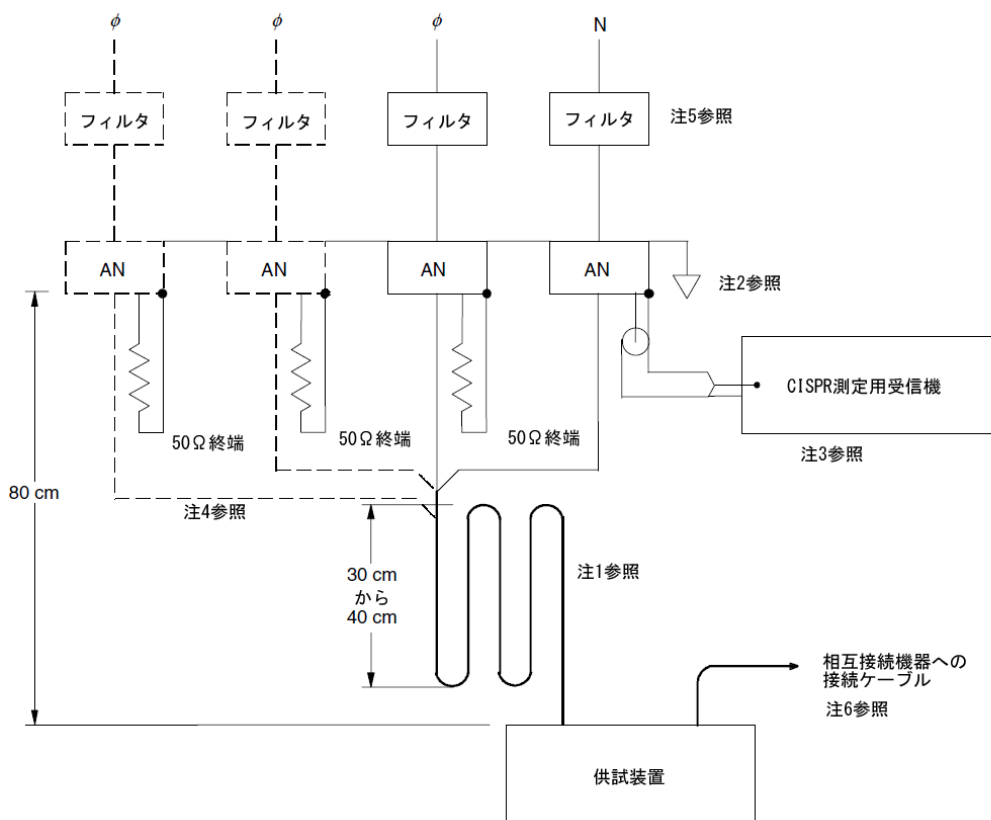 φ
φ
φ
N
フィルタ
フィルタ
フィルタ
フィルタ
注5参照
AN
AN
AN
AN
注2参照
CISPR測定用受信機
注3参照
50Ω終端
50Ω終端
50Ω終端
80 cm
注4参照
30 cm
から
40 cm
注1参照
相互接続機器への
接続ケーブル
注6参照
供試装置